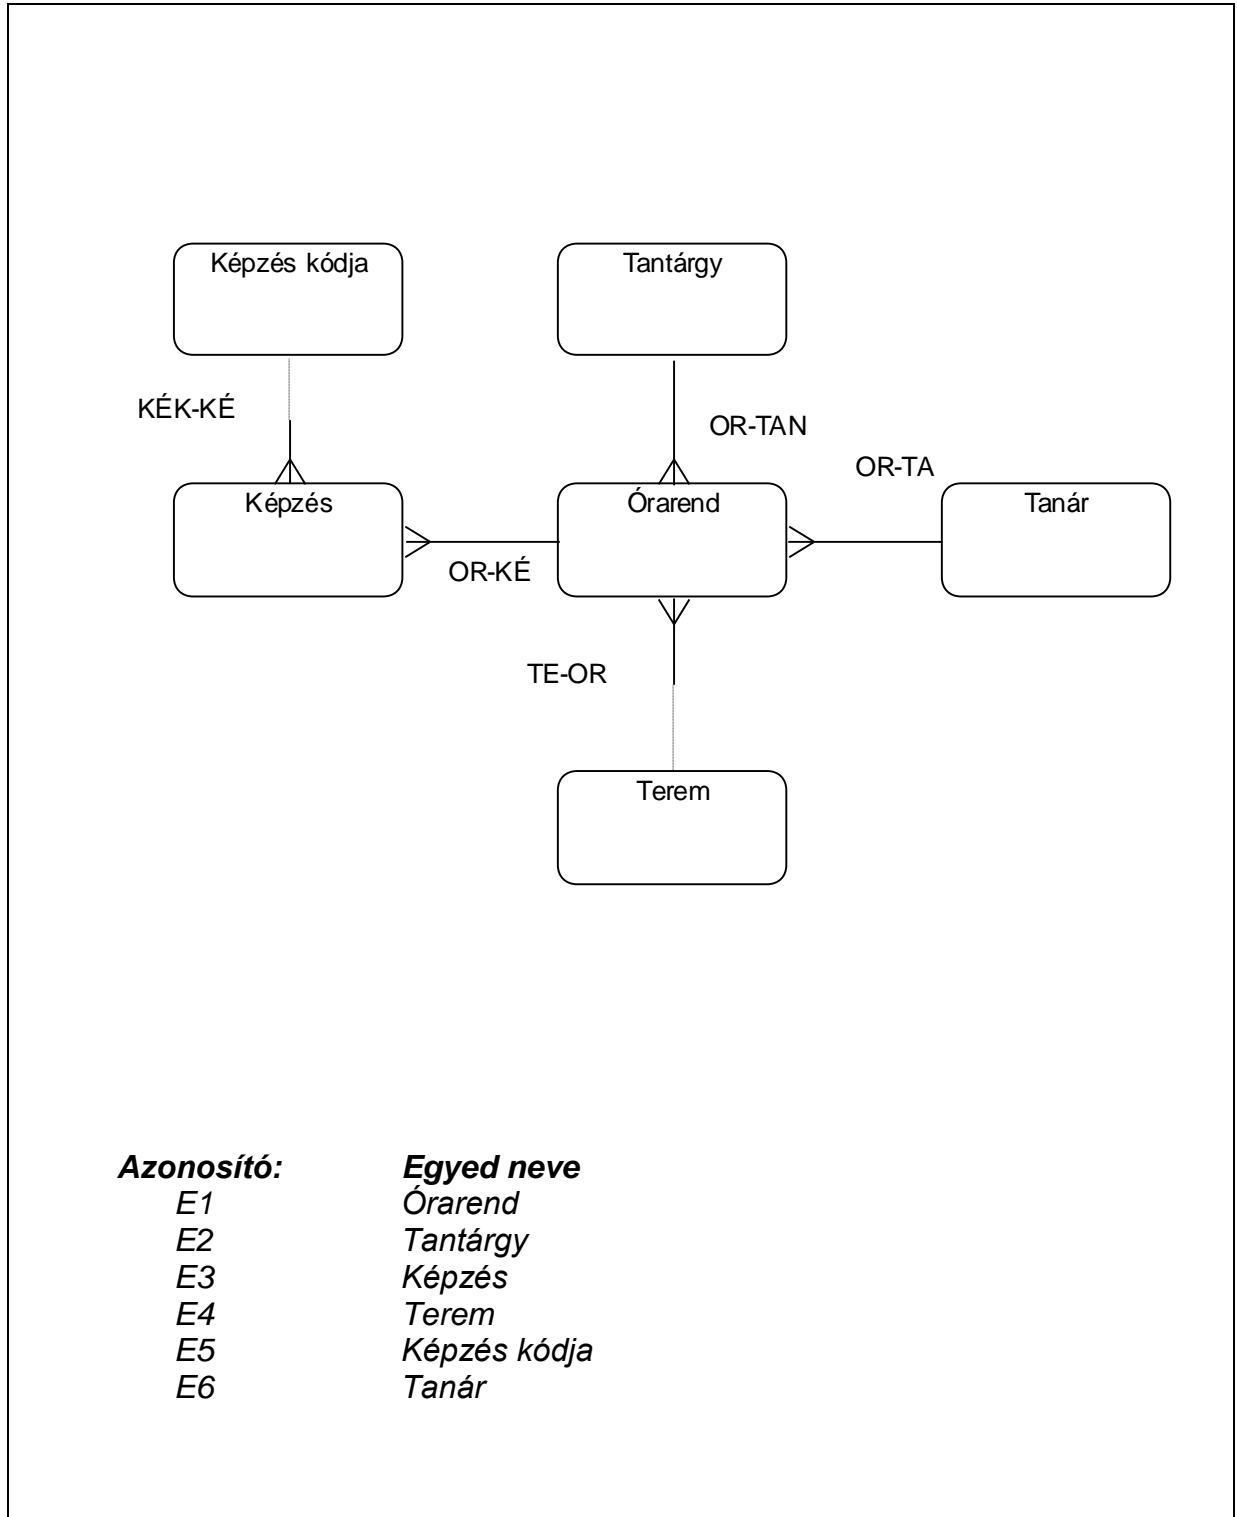 Képzés kódja
Tantárgy
KÉK-KÉ
OR-TAN
OR-TA
Képzés
Órarend
Tanár
OR-KÉ
TE-OR
Terem
Azonosító: Egyed neve
E1 Órarend
E2 Tantárgy
E3 Képzés
E4 Terem
E5 Képzés kódja
E6 Tanár